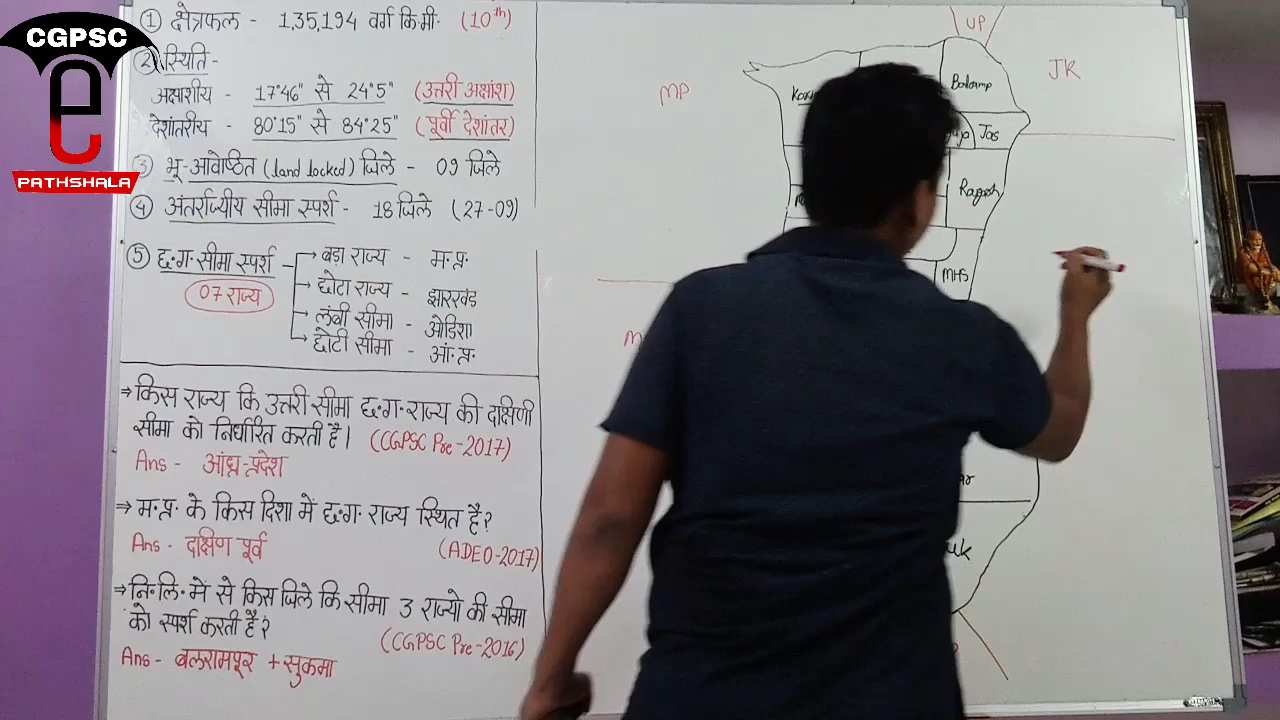 CGPSC
e
PATHSHALA
① क्षेत्रफल - 1,35,194 वर्ग कि॰मी॰ (10th)
② स्थिति -
अक्षाशीय - 17°46" से 24°5" (उत्तरी अक्षांश)
देशांतरीय - 80°15" से 84°25" (पूर्वी देशांतर)
③ भू-आवेष्ठित (land locked) जिले - 09 जिले
④ अंतर्राज्यीय सीमा स्पर्श - 18 जिले (27-09)
⑤ छ॰ग॰ सीमा स्पर्श
07 राज्य
बड़ा राज्य - म॰प्र॰
छोटा राज्य - झारखंड
लंबी सीमा - ओडिशा
छोटी सीमा - आं॰प्र॰
→ किस राज्य कि उत्तरी सीमा छ॰ग॰ राज्य की दक्षिणी
सीमा को निर्धारित करती है। (CGPSC Pre-2017)
Ans - आंध्र-प्रदेश
→ म॰प्र॰ के किस दिशा में छ॰ग॰ राज्य स्थित है?
Ans - दक्षिण पूर्व (ADEO-2017)
→ नि॰लि॰ में से किस जिले कि सीमा 3 राज्यो की सीमा
को स्पर्श करती है? (CGPSC Pre-2016)
Ans - बलरामपूर + सुकमा
UP
MP
JK
Balramp
Jas
Raigarh
MHS